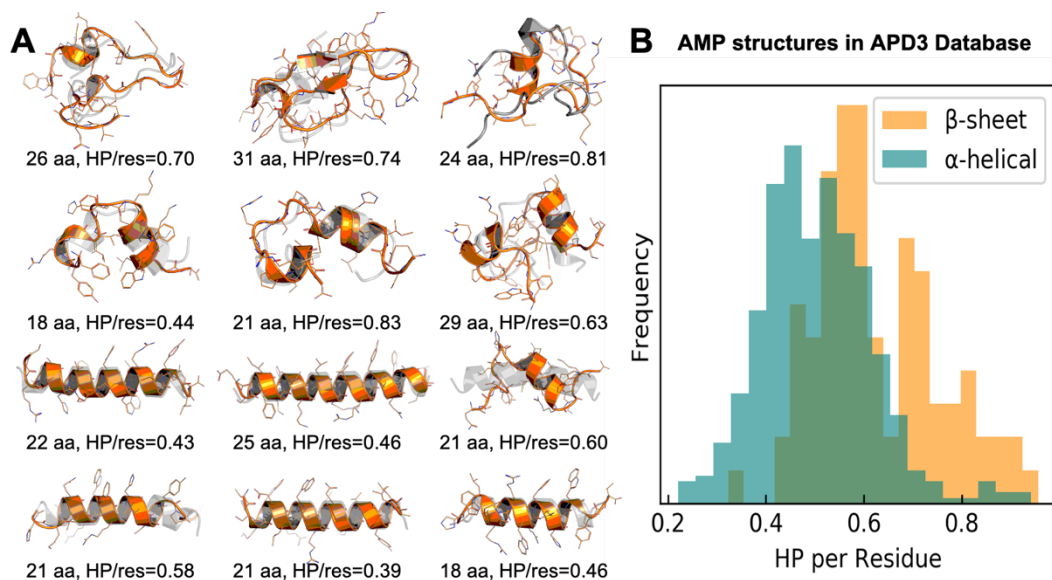 A
26 aa, HP/res=0.70
31 aa, HP/res=0.74
24 aa, HP/res=0.81
18 aa, HP/res=0.44
21 aa, HP/res=0.83
29 aa, HP/res=0.63
22 aa, HP/res=0.43
25 aa, HP/res=0.46
21 aa, HP/res=0.60
21 aa, HP/res=0.58
21 aa, HP/res=0.39
18 aa, HP/res=0.46
B
AMP structures in APD3 Database
β-sheet
α-helical
Frequency
0.2
0.4
0.6
0.8
HP per Residue